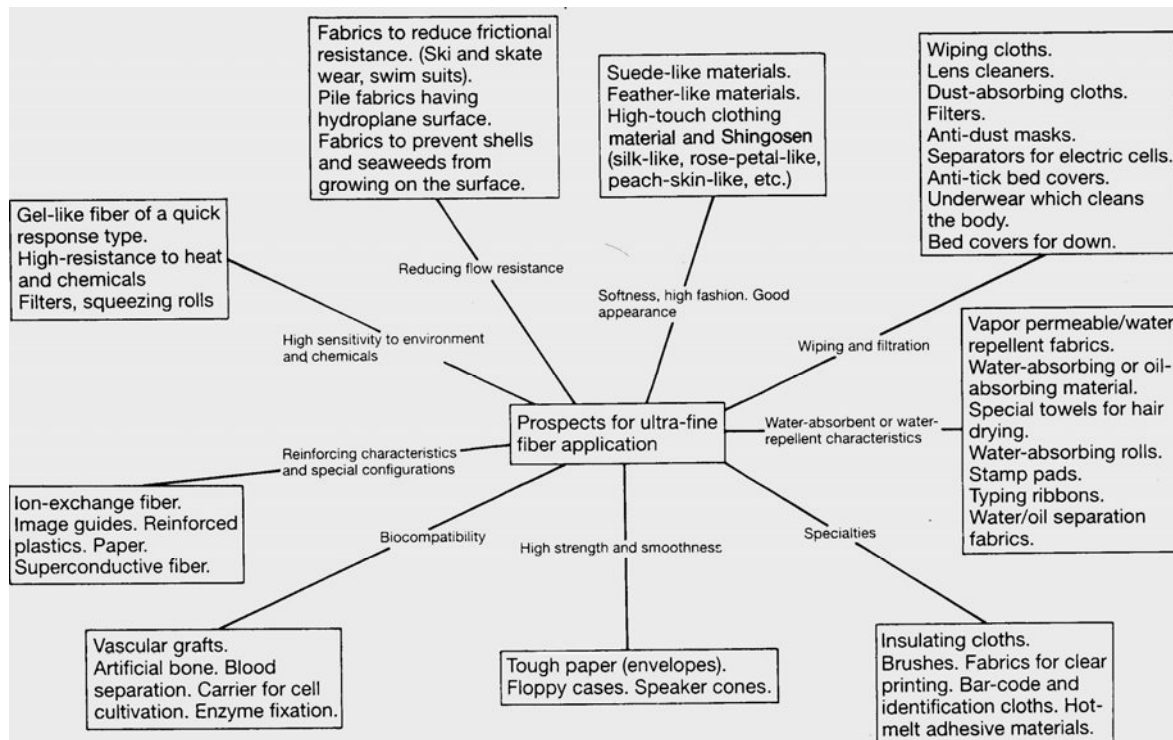 Fabrics to reduce frictional
resistance. (Ski and skate
wear, swim suits).
Pile fabrics having
hydroplane surface.
Fabrics to prevent shells
and seaweeds from
growing on the surface.
Suede-like materials.
Feather-like materials.
High-touch clothing
material and Shingosen
(silk-like, rose-petal-like,
peach-skin-like, etc.)
Wiping cloths.
Lens cleaners.
Dust-absorbing cloths.
Filters.
Anti-dust masks.
Separators for electric cells.
Anti-tick bed covers.
Underwear which cleans
the body.
Bed covers for down.
Gel-like fiber of a quick
response type.
High-resistance to heat
and chemicals
Filters, squeezing rolls
Reducing flow resistance
Softness, high fashion. Good
appearance
High sensitivity to environment
and chemicals
Wiping and filtration
Vapor permeable/water
repellent fabrics.
Water-absorbing or oil-
absorbing material.
Special towels for hair
drying.
Water-absorbing rolls.
Stamp pads.
Typing ribbons.
Water/oil separation
fabrics.
Prospects for ultra-fine
fiber application
Water-absorbent or water-
repellent characteristics
Reinforcing characteristics
and special configurations
Ion-exchange fiber.
Image guides. Reinforced
plastics. Paper.
Superconductive fiber.
Biocompatibility
High strength and smoothness
Specialties
Vascular grafts.
Artificial bone. Blood
separation. Carrier for cell
cultivation. Enzyme fixation.
Tough paper (envelopes).
Floppy cases. Speaker cones.
Insulating cloths.
Brushes. Fabrics for clear
printing. Bar-code and
identification cloths. Hot-
melt adhesive materials.